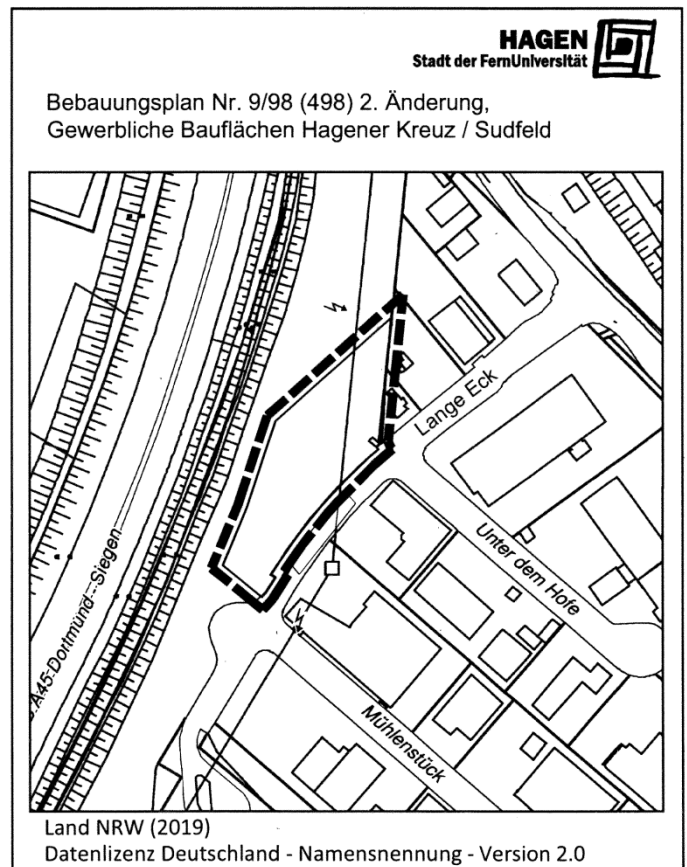 HAGEN
Stadt der FernUniversität
Bebauungsplan Nr. 9/98 (498) 2. Änderung,
Gewerbliche Bauflächen Hagener Kreuz / Sudfeld
Lange Eck
Unter dem Hofe
A45 Dortmund - Siegen
Mühlenstück
Land NRW (2019)
Datenlizenz Deutschland - Namensnennung - Version 2.0